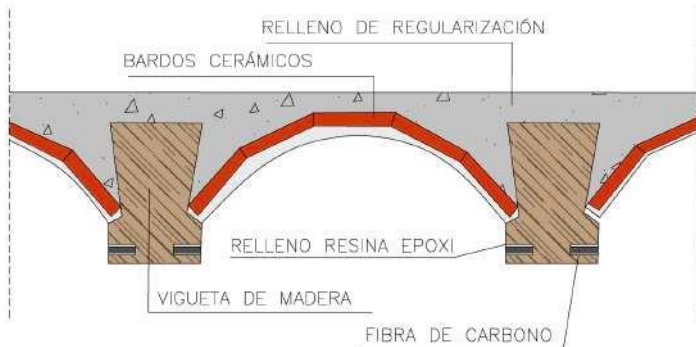 RELLENO DE REGULARIZACIÓN
BARDOS CERÁMICOS
RELLENO RESINA EPOXI
VIGUETA DE MADERA
FIBRA DE CARBONO